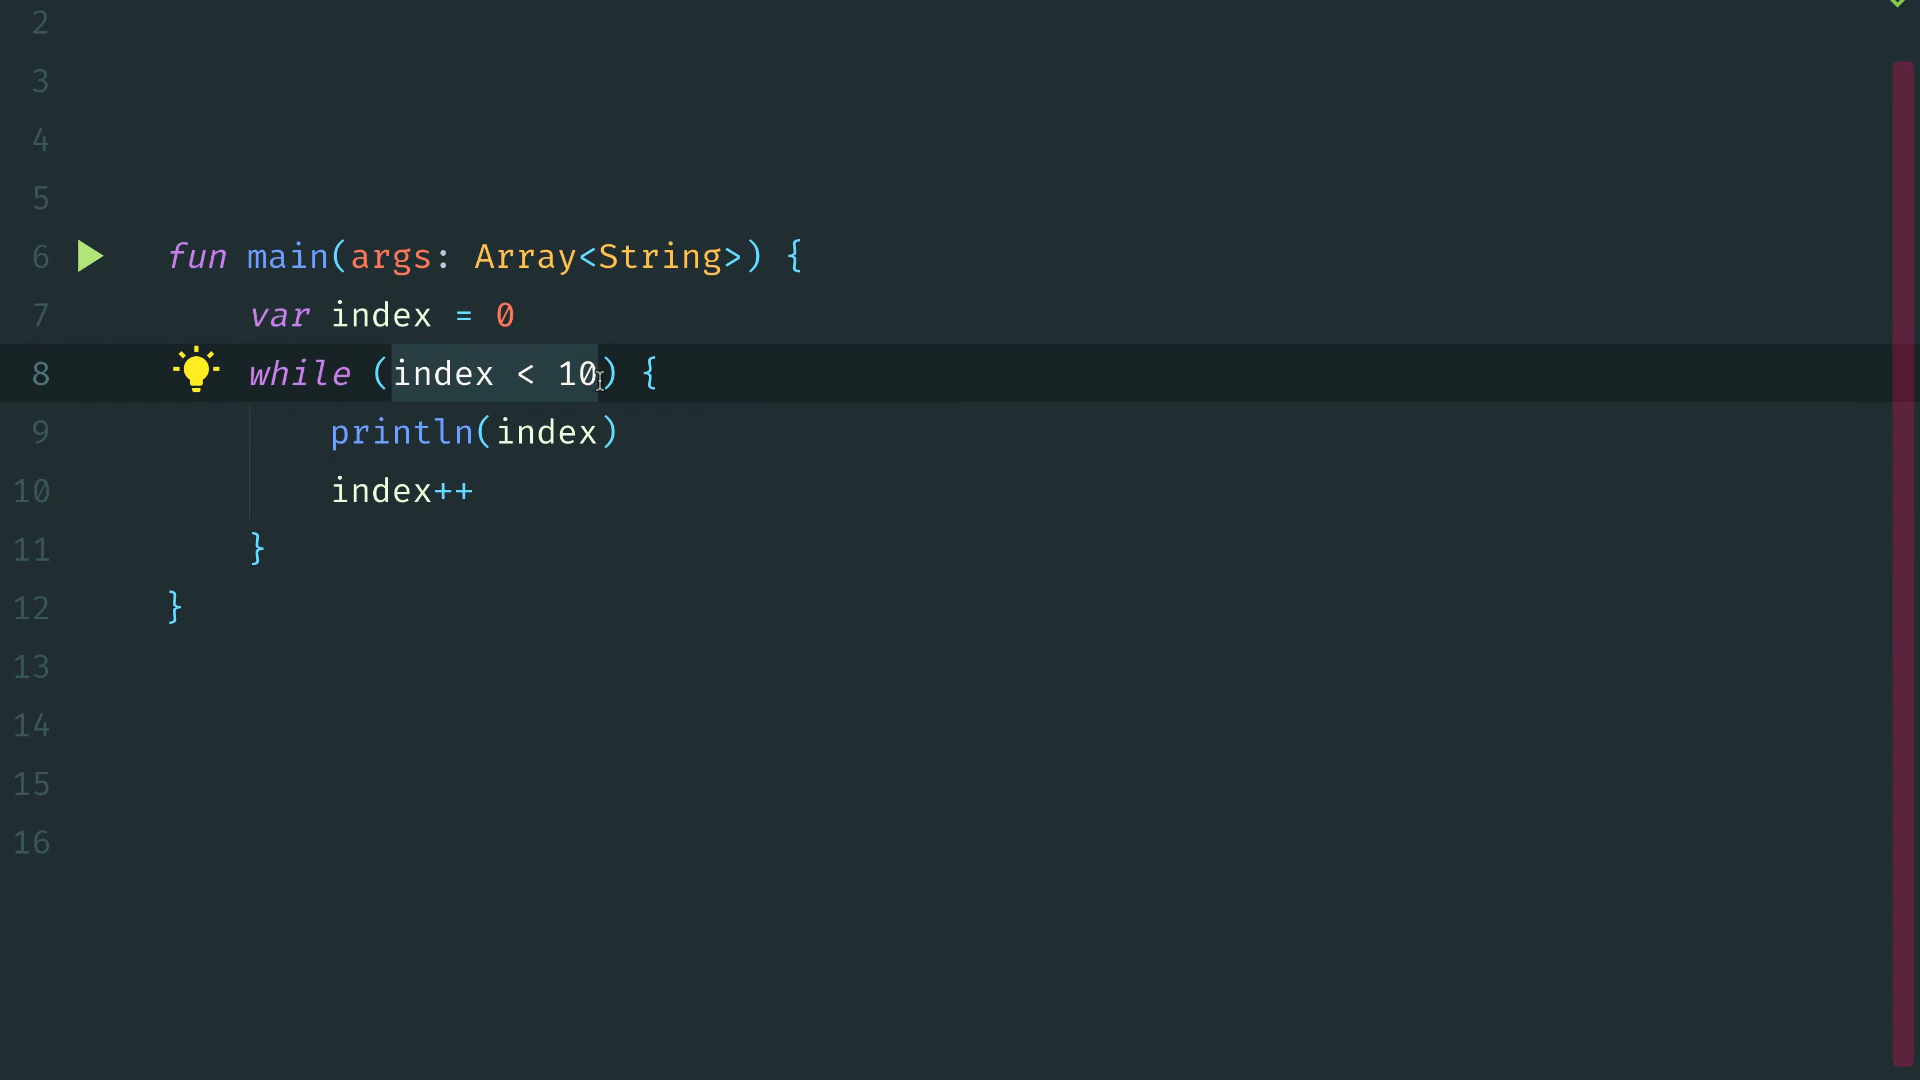 2
3
4
5
6 fun main(args: Array<String>) {
7 var index = 0
8 while (index < 10) {
9 println(index)
10 index++
11 }
12 }
13
14
15
16